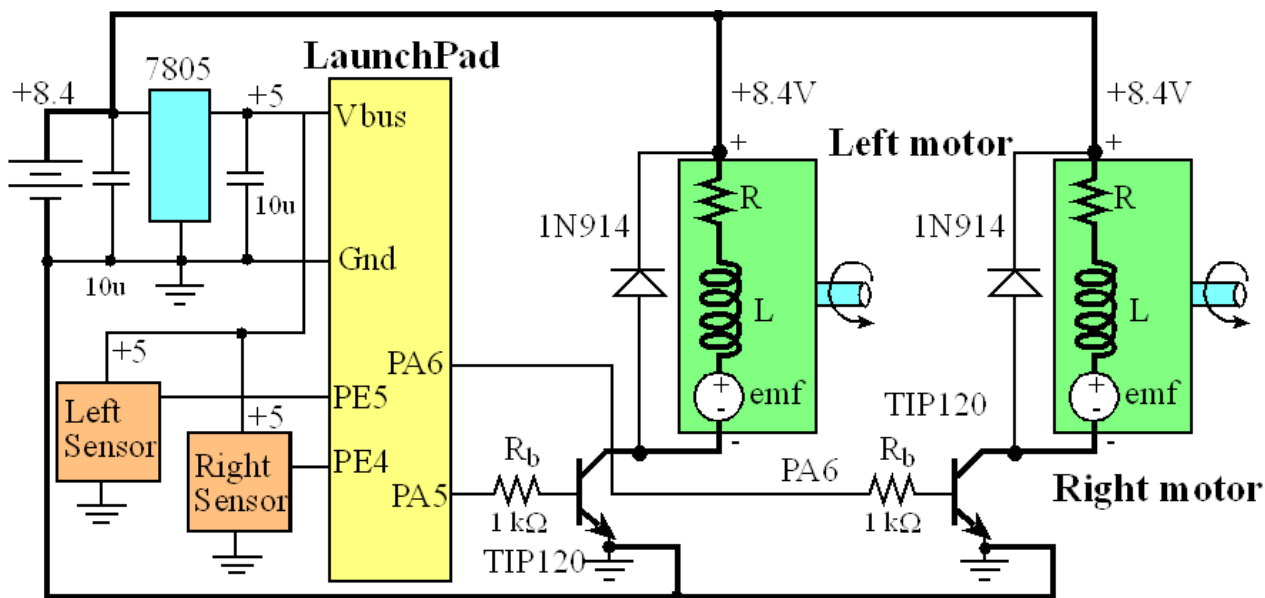 LaunchPad
7805
+8.4
+5
Vbus
10u
10u
Gnd
+5
Left
Sensor
PE5
+5
Right
Sensor
PE4
PA6
PA5
R_b
1 kΩ
TIP120
1N914
+8.4V
Left motor
+
R
L
+
-
emf
-
PA6
R_b
1 kΩ
TIP120
1N914
+8.4V
+
R
L
+
-
emf
-
Right motor